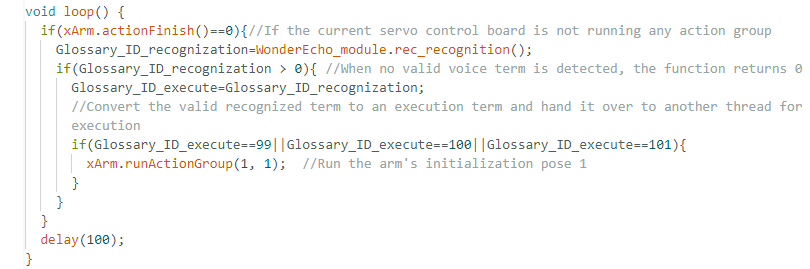 void loop() {
if(xArm.actionFinish()==0){//If the current servo control board is not running any action group
Glossary_ID_recognization=WonderEcho_module.rec_recognition();
if(Glossary_ID_recognization > 0){ //When no valid voice term is detected, the function returns 0
Glossary_ID_execute=Glossary_ID_recognization;
//Convert the valid recognized term to an execution term and hand it over to another thread for
execution
if(Glossary_ID_execute==99||Glossary_ID_execute==100||Glossary_ID_execute==101){
xArm.runActionGroup(1, 1);  //Run the arm's initialization pose 1
}
}
}
delay(100);
}